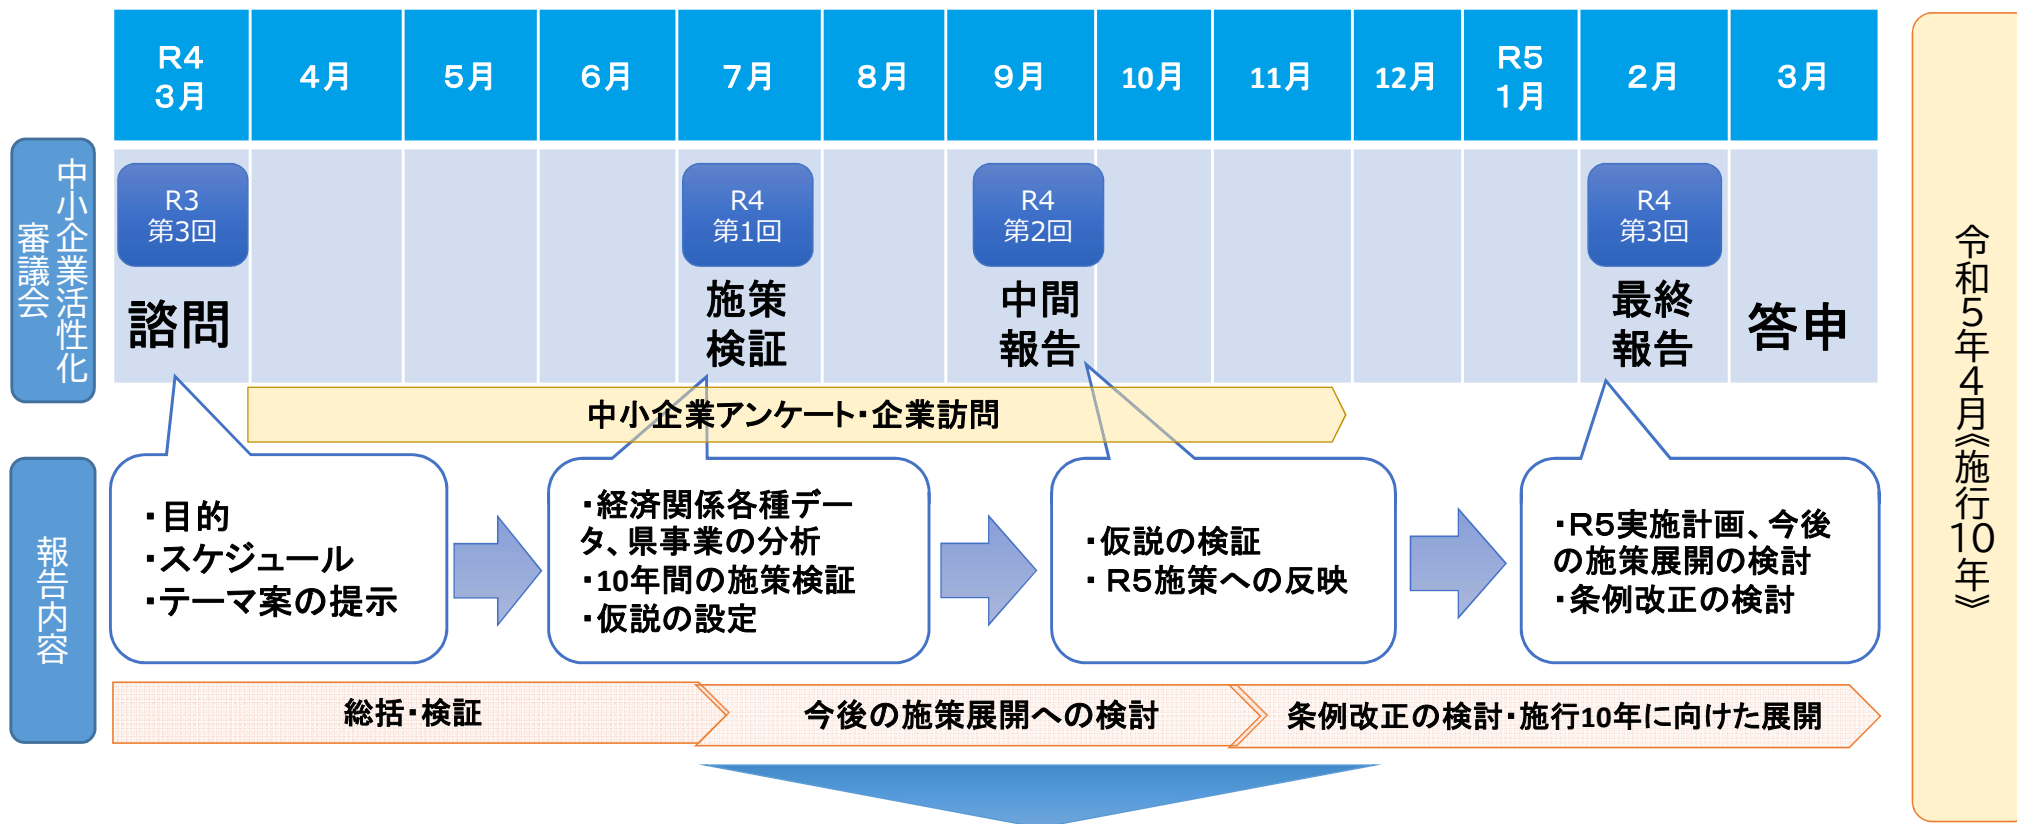 R4
3月
4月
5月
6月
7月
8月
9月
10月
11月
12月
R5
1月
2月
3月
中小企業活性化
審議会
R3
第3回
諮問
R4
第1回
施策
検証
R4
第2回
中間
報告
R4
第3回
最終
報告
答申
中小企業アンケート・企業訪問
報告内容
・目的
・スケジュール
・テーマ案の提示
・経済関係各種デー
タ、県事業の分析
・10年間の施策検証
・仮説の設定
・仮説の検証
・R5施策への反映
・R5実施計画、今後
の施策展開の検討
・条例改正の検討
総括・検証
今後の施策展開への検討
条例改正の検討・施行10年に向けた展開
令和5年4月《施行10年》